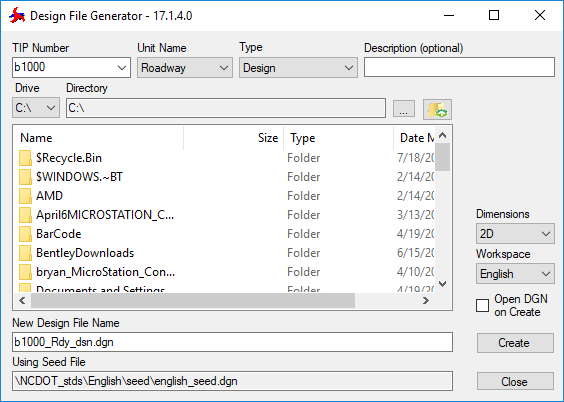 Design File Generator - 17.1.4.0
TIP Number Unit Name Type Description (optional)
b1000 Roadway Design
Drive Directory
C:\ C:\ ...
Name Size Type Date M
$Recycle.Bin Folder 7/18/20
$WINDOWS.~BT Folder 2/14/20
AMD Folder 2/14/20
April6MICROSTATION_C... Folder 3/13/20
BarCode Folder 4/19/20
BentleyDownloads Folder 6/15/20
bryan_MicroStation_Con... Folder 4/10/20
Documents and Settings Folder 4/19/20
Dimensions
2D
Workspace
English
Open DGN
on Create
New Design File Name
b1000_Rdy_dsn.dgn
Create
Using Seed File
\NCDOT_stds\English\seed\english_seed.dgn
Close